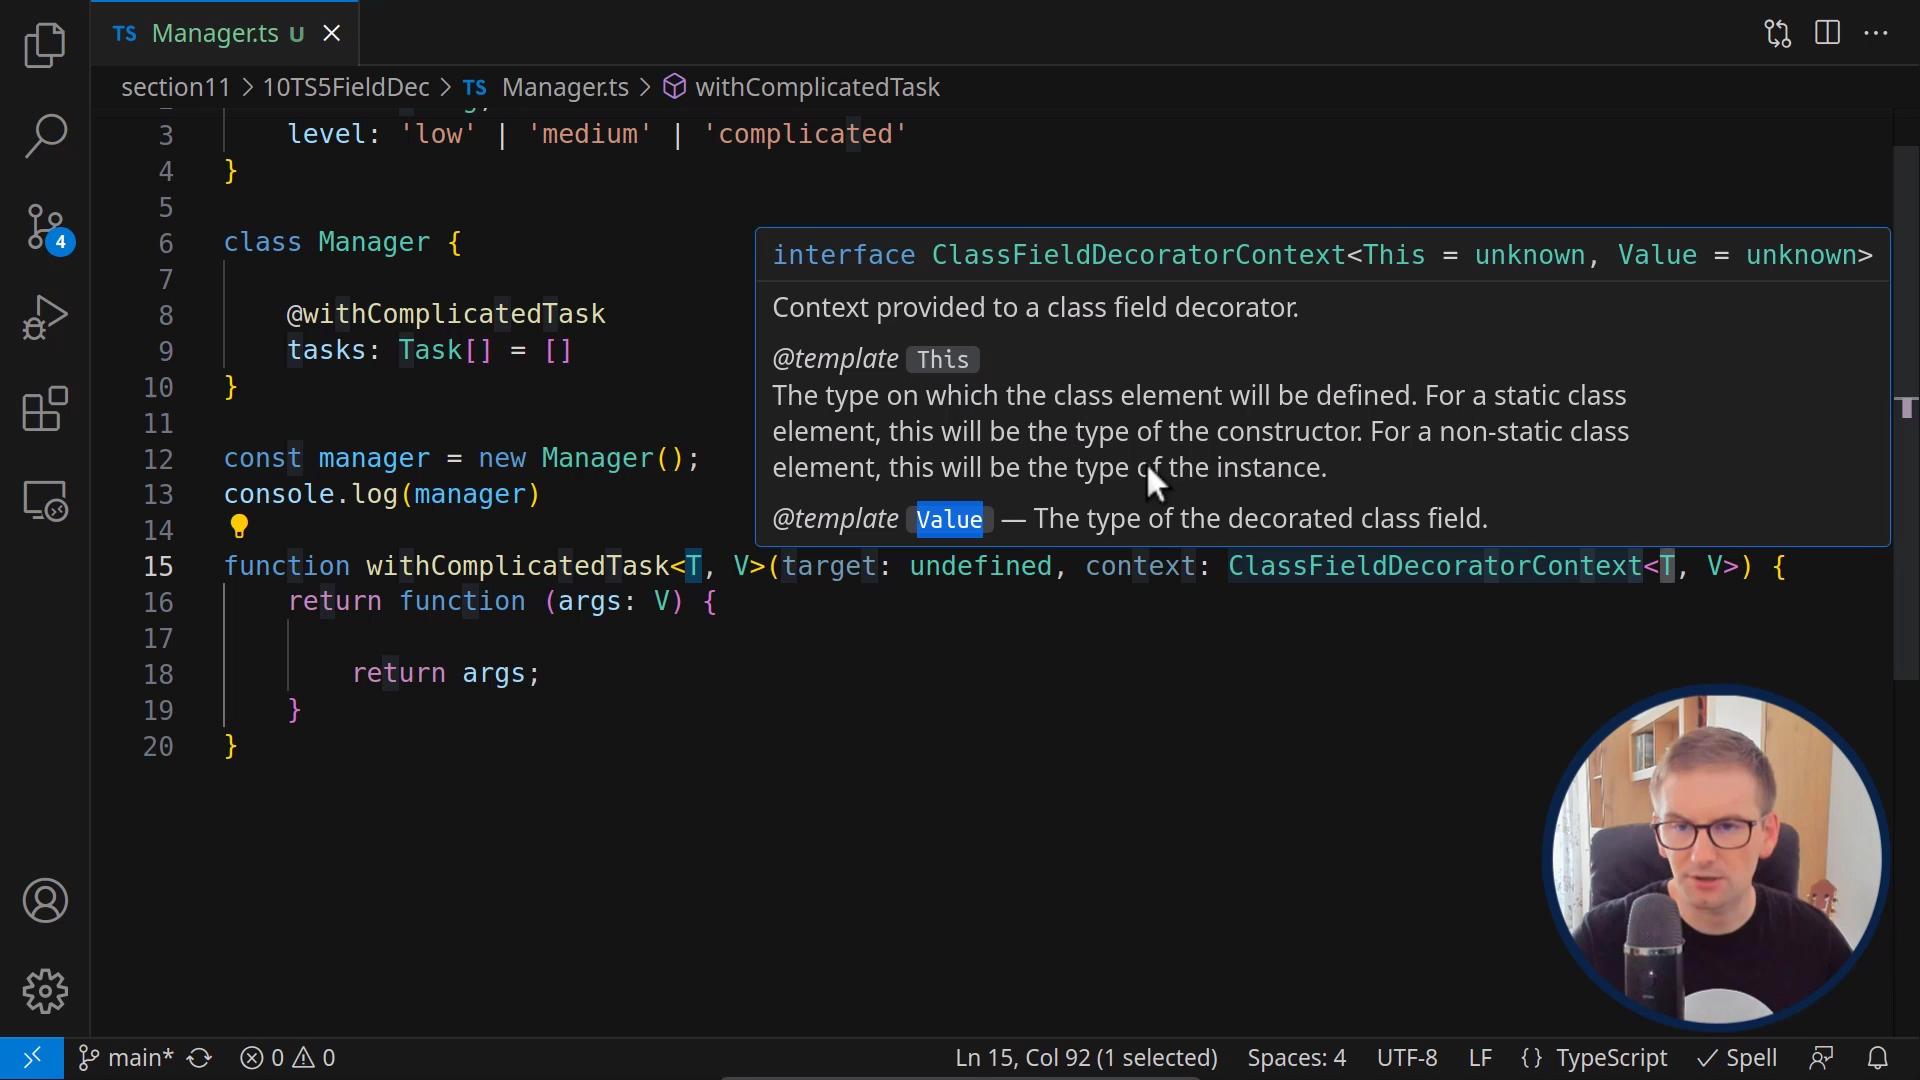 TS Manager.ts U
section11 > 10TS5FieldDec > TS Manager.ts > withComplicatedTask
3 level: 'low' | 'medium' | 'complicated'
4 }
5
6 class Manager {
7
8 @withComplicatedTask
9 tasks: Task[] = []
10 }
11
12 const manager = new Manager();
13 console.log(manager)
14
15 function withComplicatedTask<T, V>(target: undefined, context: ClassFieldDecoratorContext<T, V>) {
16 return function (args: V) {
17
18 return args;
19 }
20 }
interface ClassFieldDecoratorContext<This = unknown, Value = unknown>
Context provided to a class field decorator.
@template This
The type on which the class element will be defined. For a static class
element, this will be the type of the constructor. For a non-static class
element, this will be the type of the instance.
@template Value — The type of the decorated class field.
4
main* 0 0 Ln 15, Col 92 (1 selected) Spaces: 4 UTF-8 LF {} TypeScript Spell